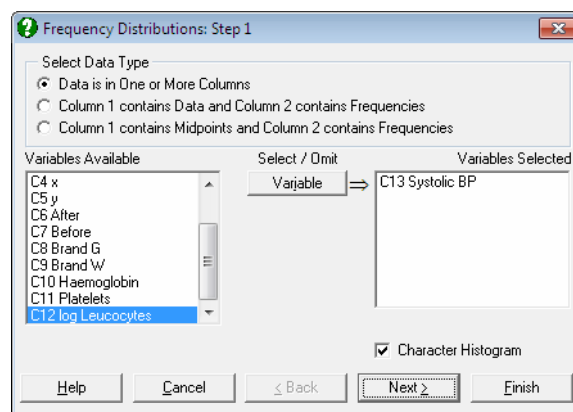 Frequency Distributions: Step 1
Select Data Type
Data is in One or More Columns
Column 1 contains Data and Column 2 contains Frequencies
Column 1 contains Midpoints and Column 2 contains Frequencies
Variables Available
Select / Omit
Variables Selected
C4 x
C5 y
C6 After
C7 Before
C8 Brand G
C9 Brand W
C10 Haemoglobin
C11 Platelets
C12 log Leucocytes
Variable
C13 Systolic BP
Character Histogram
Help
Cancel
< Back
Next >
Finish